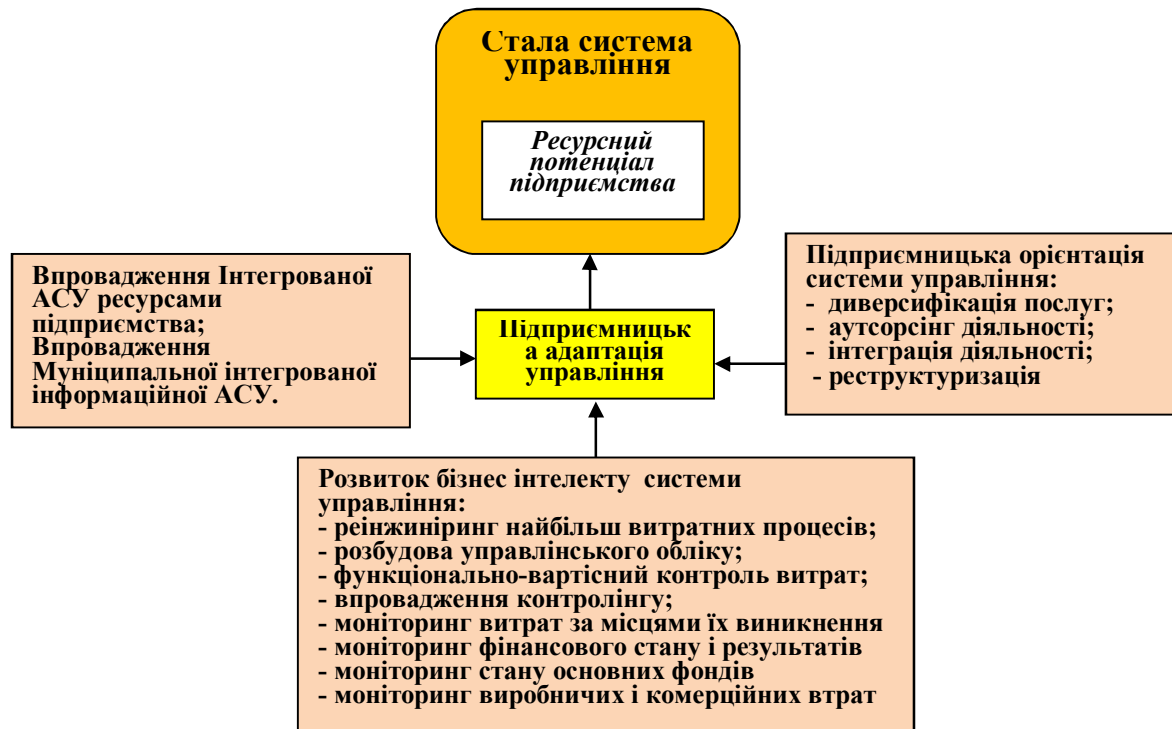 Стала система
управління
Ресурсний
потенціал
підприємства
Впровадження Інтегрованої
АСУ ресурсами
підприємства;
Впровадження
Муніципальної інтегрованої
інформаційної АСУ.
Підприємницьк
а адаптація
управління
Підприємницька орієнтація
системи управління:
- диверсифікація послуг;
- аутсорсінг діяльності;
- інтеграція діяльності;
- реструктуризація
Розвиток бізнес інтелекту системи
управління:
- реінжиніринг найбільш витратних процесів;
- розбудова управлінського обліку;
- функціонально-вартісний контроль витрат;
- впровадження контролінгу;
- моніторинг витрат за місцями їх виникнення
- моніторинг фінансового стану і результатів
- моніторинг стану основних фондів
- моніторинг виробничих і комерційних втрат